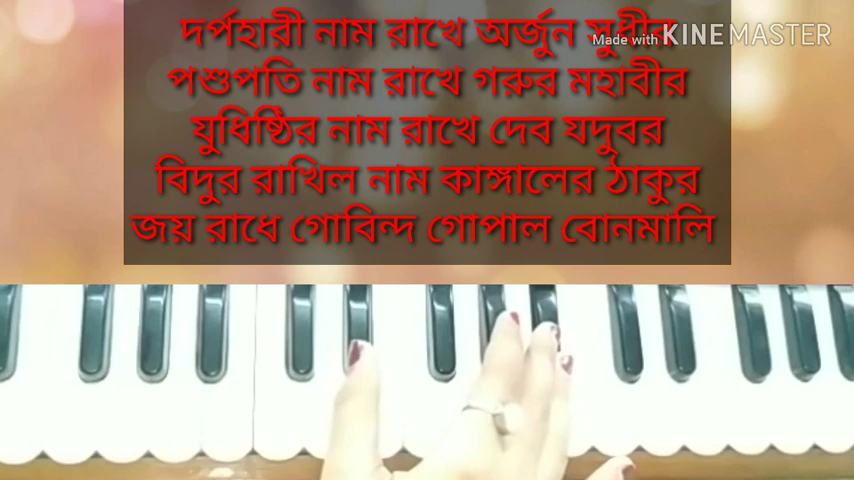 দর্পহারী নাম রাখে অর্জুন সুধীর
Made with KINEMASTER
পশুপতি নাম রাখে গরুর মহাবীর
যুধিষ্ঠির নাম রাখে দেব যদুবর
বিদুর রাখিল নাম কাঙ্গালের ঠাকুর
জয় রাধে গোবিন্দ গোপাল বোনমালি